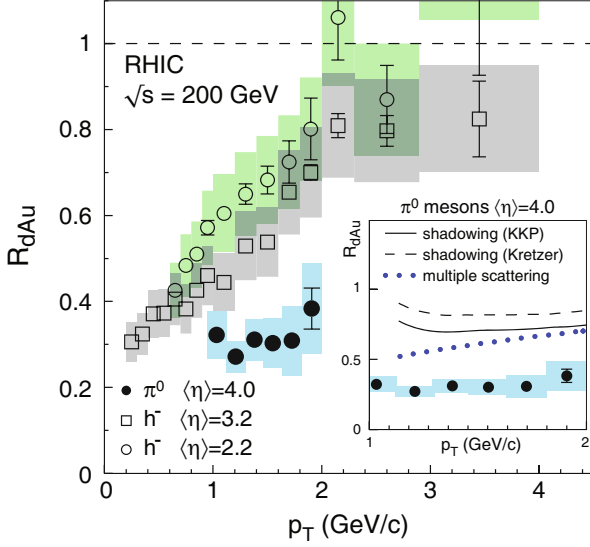 R_dAu
1
0.8
0.6
0.4
0.2
0
RHIC
√s = 200 GeV
π⁰ ⟨η⟩=4.0
h⁻ ⟨η⟩=3.2
h⁻ ⟨η⟩=2.2
0 1 2 3 4
p_T (GeV/c)
π⁰ mesons ⟨η⟩=4.0
R_dAu
shadowing (KKP)
shadowing (Kretzer)
multiple scattering
1
0.5
0
1 2
p_T (GeV/c)